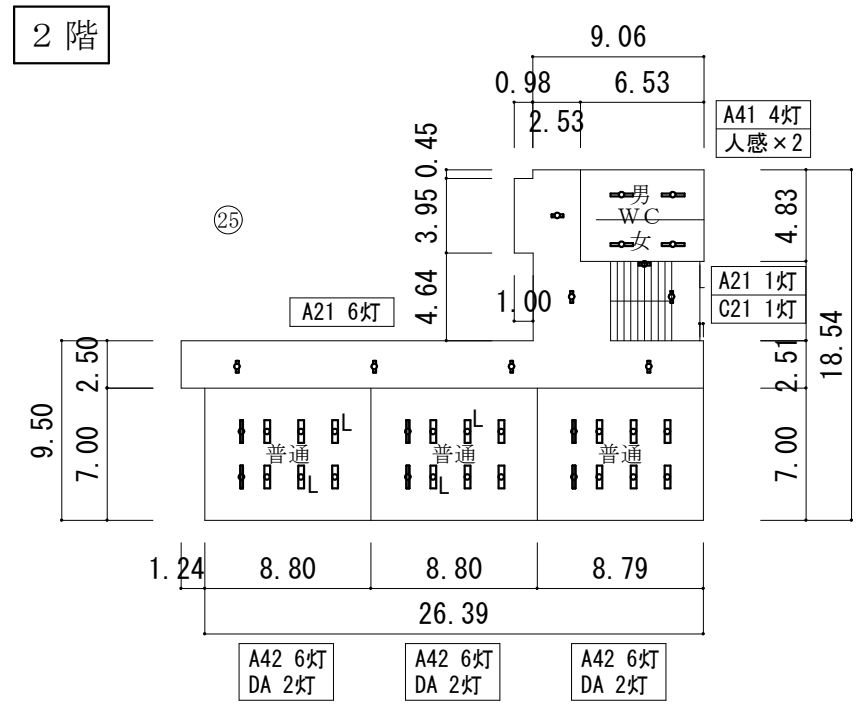 ２階
9.06
0.98
6.53
2.53
A41 4灯
人感×2
0.45
3.95
4.64
㉕
男
WC
女
4.83
18.54
A21 6灯
1.00
A21 1灯
C21 1灯
2.50
2.51
9.50
7.00
7.00
L
L
普通
普通
普通
L
L
1.24
8.80
8.80
8.79
26.39
A42 6灯
DA 2灯
A42 6灯
DA 2灯
A42 6灯
DA 2灯